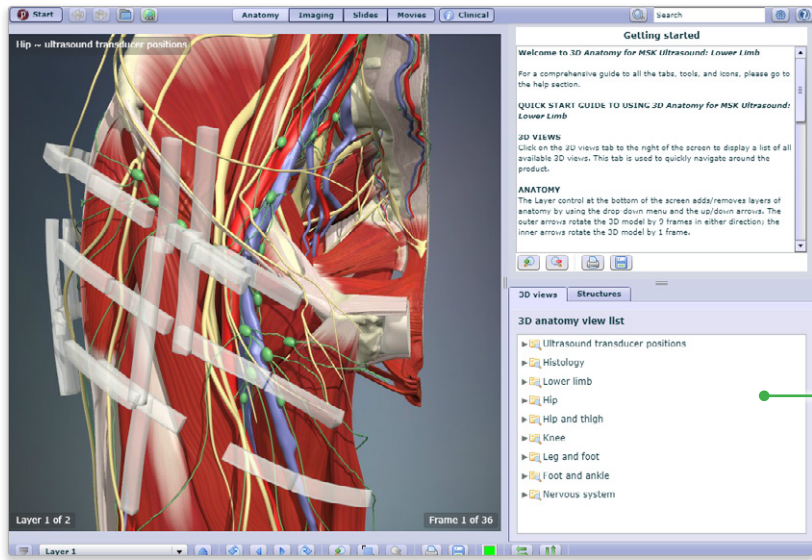 Start
Anatomy Imaging Slides Movies Clinical
Search
Hip ~ ultrasound transducer positions
Layer 1 of 2
Frame 1 of 36
Layer 1
Getting started
Welcome to 3D Anatomy for MSK Ultrasound: Lower Limb
For a comprehensive guide to all the tabs, tools, and icons, please go to
the help section.
QUICK START GUIDE TO USING 3D Anatomy for MSK Ultrasound:
Lower Limb
3D VIEWS
Click on the 3D views tab to the right of the screen to display a list of all
available 3D views. This tab is used to quickly navigate around the
product.
ANATOMY
The Layer control at the bottom of the screen adds/removes layers of
anatomy by using the drop down menu and the up/down arrows. The
outer arrows rotate the 3D model by 9 frames in either direction; the
inner arrows rotate the 3D model by 1 frame.
3D views Structures
3D anatomy view list
Ultrasound transducer positions
Histology
Lower limb
Hip
Hip and thigh
Knee
Leg and foot
Foot and ankle
Nervous system